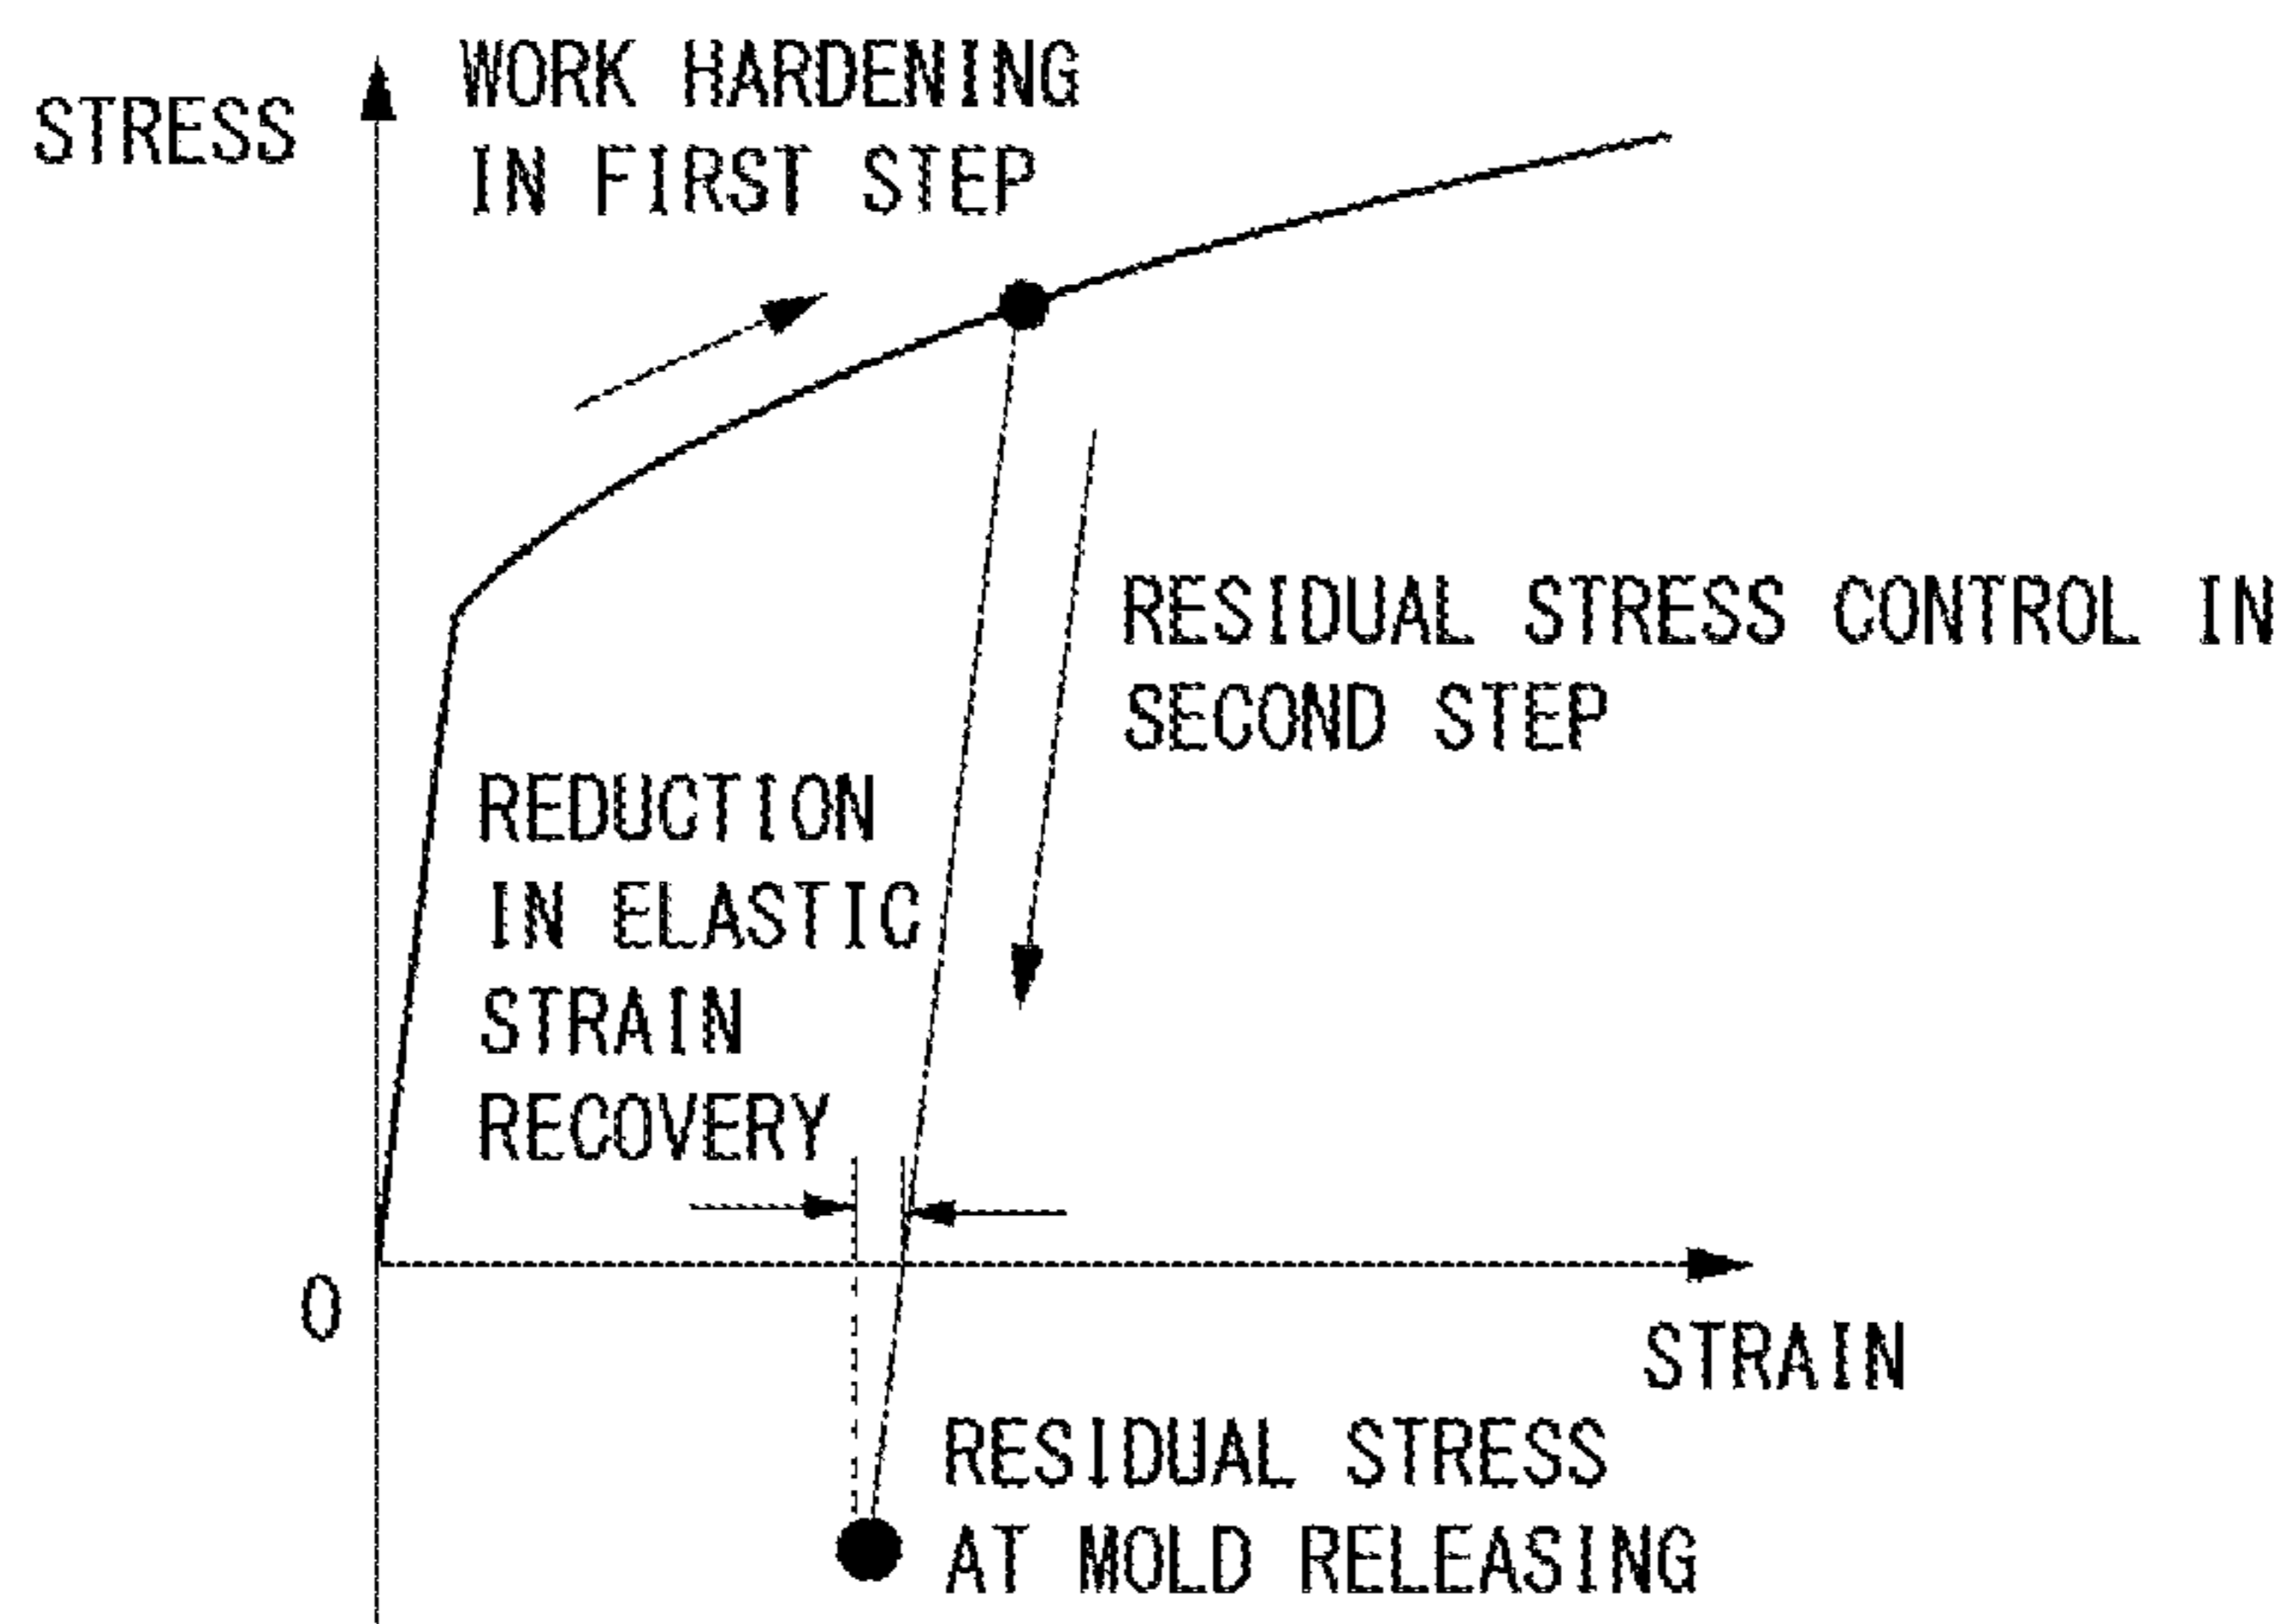 STRESS
WORK HARDENING
IN FIRST STEP
RESIDUAL STRESS CONTROL IN
SECOND STEP
REDUCTION
IN ELASTIC
STRAIN
RECOVERY
0
STRAIN
RESIDUAL STRESS
AT MOLD RELEASING